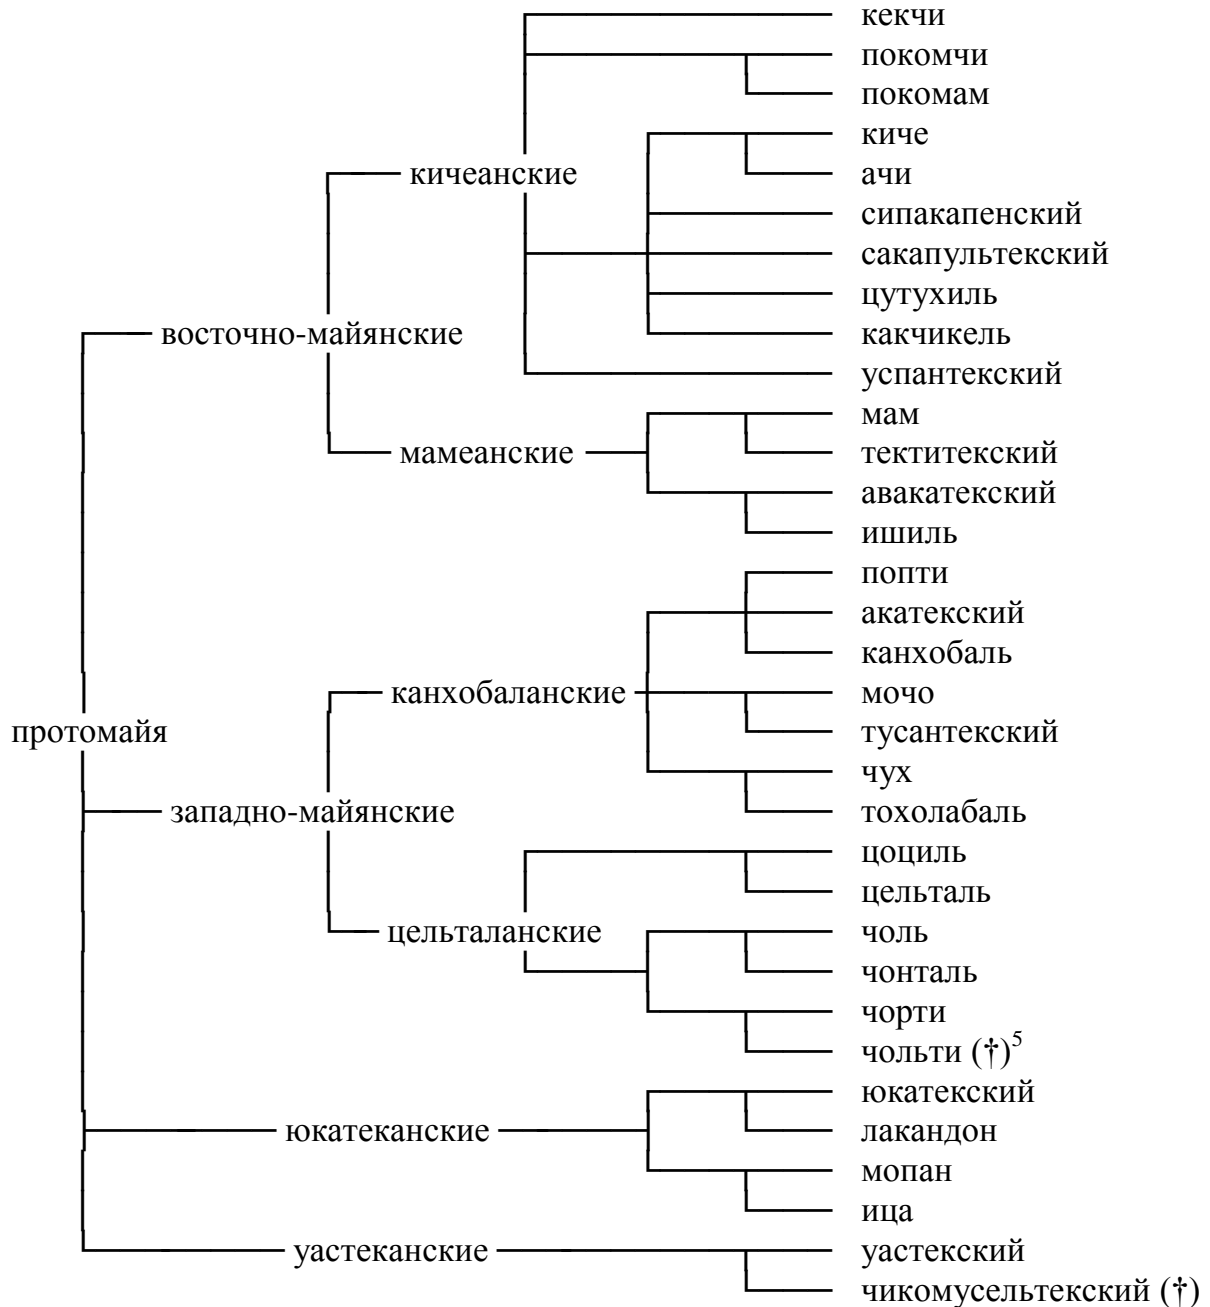 кекчи
покомчи
покомам
киче
кичеанские
ачи
сипакапенский
сакапультекский
цутухиль
восточно-майянские
какчикель
успантекский
мам
мамеанские
тектитекский
авакатекский
ишиль
попти
акатекский
канхобаль
канхобаланские
мочо
протомайя
тусантекский
чух
западно-майянские
тохолабаль
цоциль
цельталь
цельталанские
чоль
чонталь
чорти
чольти (†)⁵
юкатекский
юкатеканские
лакандон
мопан
ица
уастеканские
уастекский
чикомусельтекский (†)